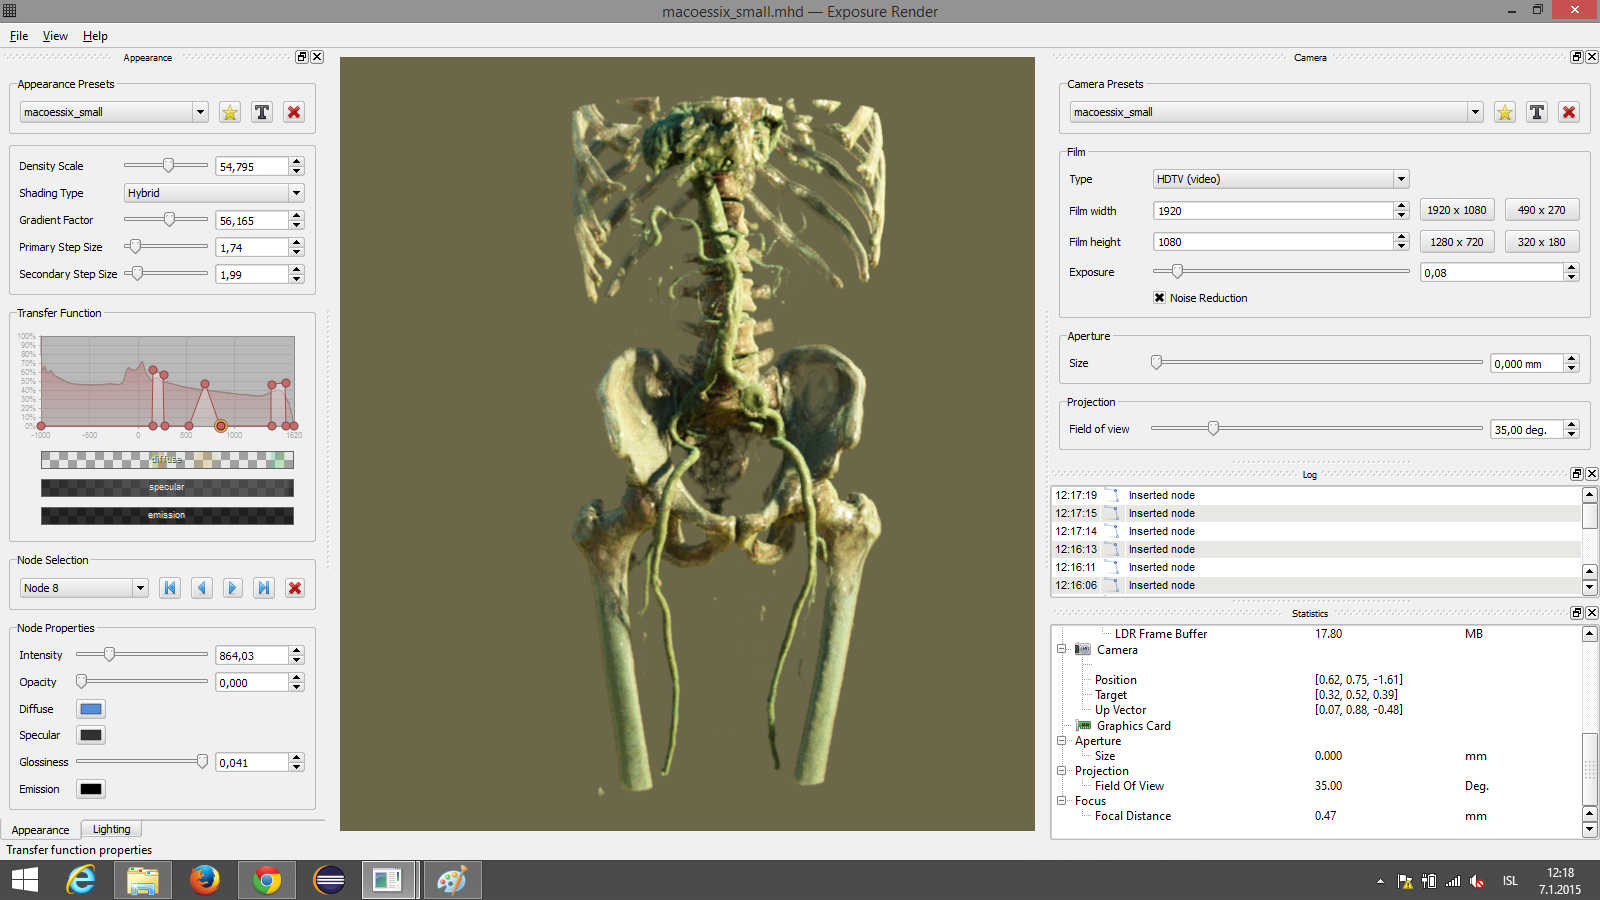 macoessix_small.mhd — Exposure Render
File View Help
Appearance
Appearance Presets
macoessix_small
Density Scale 54,795
Shading Type Hybrid
Gradient Factor 56,165
Primary Step Size 1,74
Secondary Step Size 1,99
Transfer Function
100%
90%
80%
70%
60%
50%
40%
30%
20%
10%
0%
-1000 -500 0 500 1000 1620
diffuse
specular
emission
Node Selection
Node 8
Node Properties
Intensity 864,03
Opacity 0,000
Diffuse
Specular
Glossiness 0,041
Emission
Appearance Lighting
Transfer function properties
Camera
Camera Presets
macoessix_small
Film
Type HDTV (video)
Film width 1920 1920 x 1080 490 x 270
Film height 1080 1280 x 720 320 x 180
Exposure 0,08
Noise Reduction
Aperture
Size 0,000 mm
Projection
Field of view 35,00 deg.
Log
12:17:19 Inserted node
12:17:15 Inserted node
12:17:14 Inserted node
12:16:13 Inserted node
12:16:11 Inserted node
12:16:06 Inserted node
Statistics
LDR Frame Buffer 17.80 MB
Camera
Position [0.62, 0.75, -1.61]
Target [0.32, 0.52, 0.39]
Up Vector [0.07, 0.88, -0.48]
Graphics Card
Aperture
Size 0.000 mm
Projection
Field Of View 35.00 Deg.
Focus
Focal Distance 0.47 mm
ISL
12:18
7.1.2015